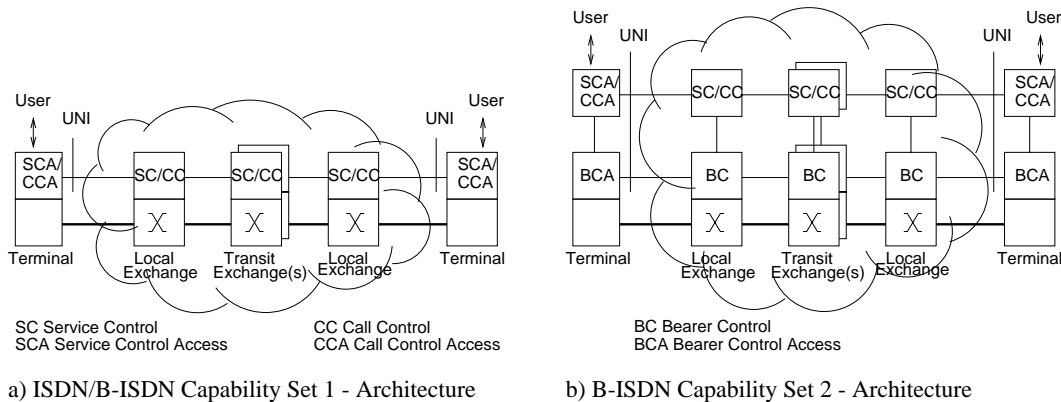 User
UNI
SCA/
CCA
SC/CC
SC/CC
SC/CC
UNI
User
SCA/
CCA
Terminal
Local
Exchange
Transit
Exchange(s)
Local
Exchange
Terminal
SC Service Control
SCA Service Control Access
CC Call Control
CCA Call Control Access
a) ISDN/B-ISDN Capability Set 1 - Architecture
User
UNI
SCA/
CCA
SC/CC
SC/CC
SC/CC
UNI
User
SCA/
CCA
BCA
BC
BC
BC
BCA
Terminal
Local
Exchange
Transit
Exchange(s)
Local
Exchange
Terminal
BC Bearer Control
BCA Bearer Control Access
b) B-ISDN Capability Set 2 - Architecture